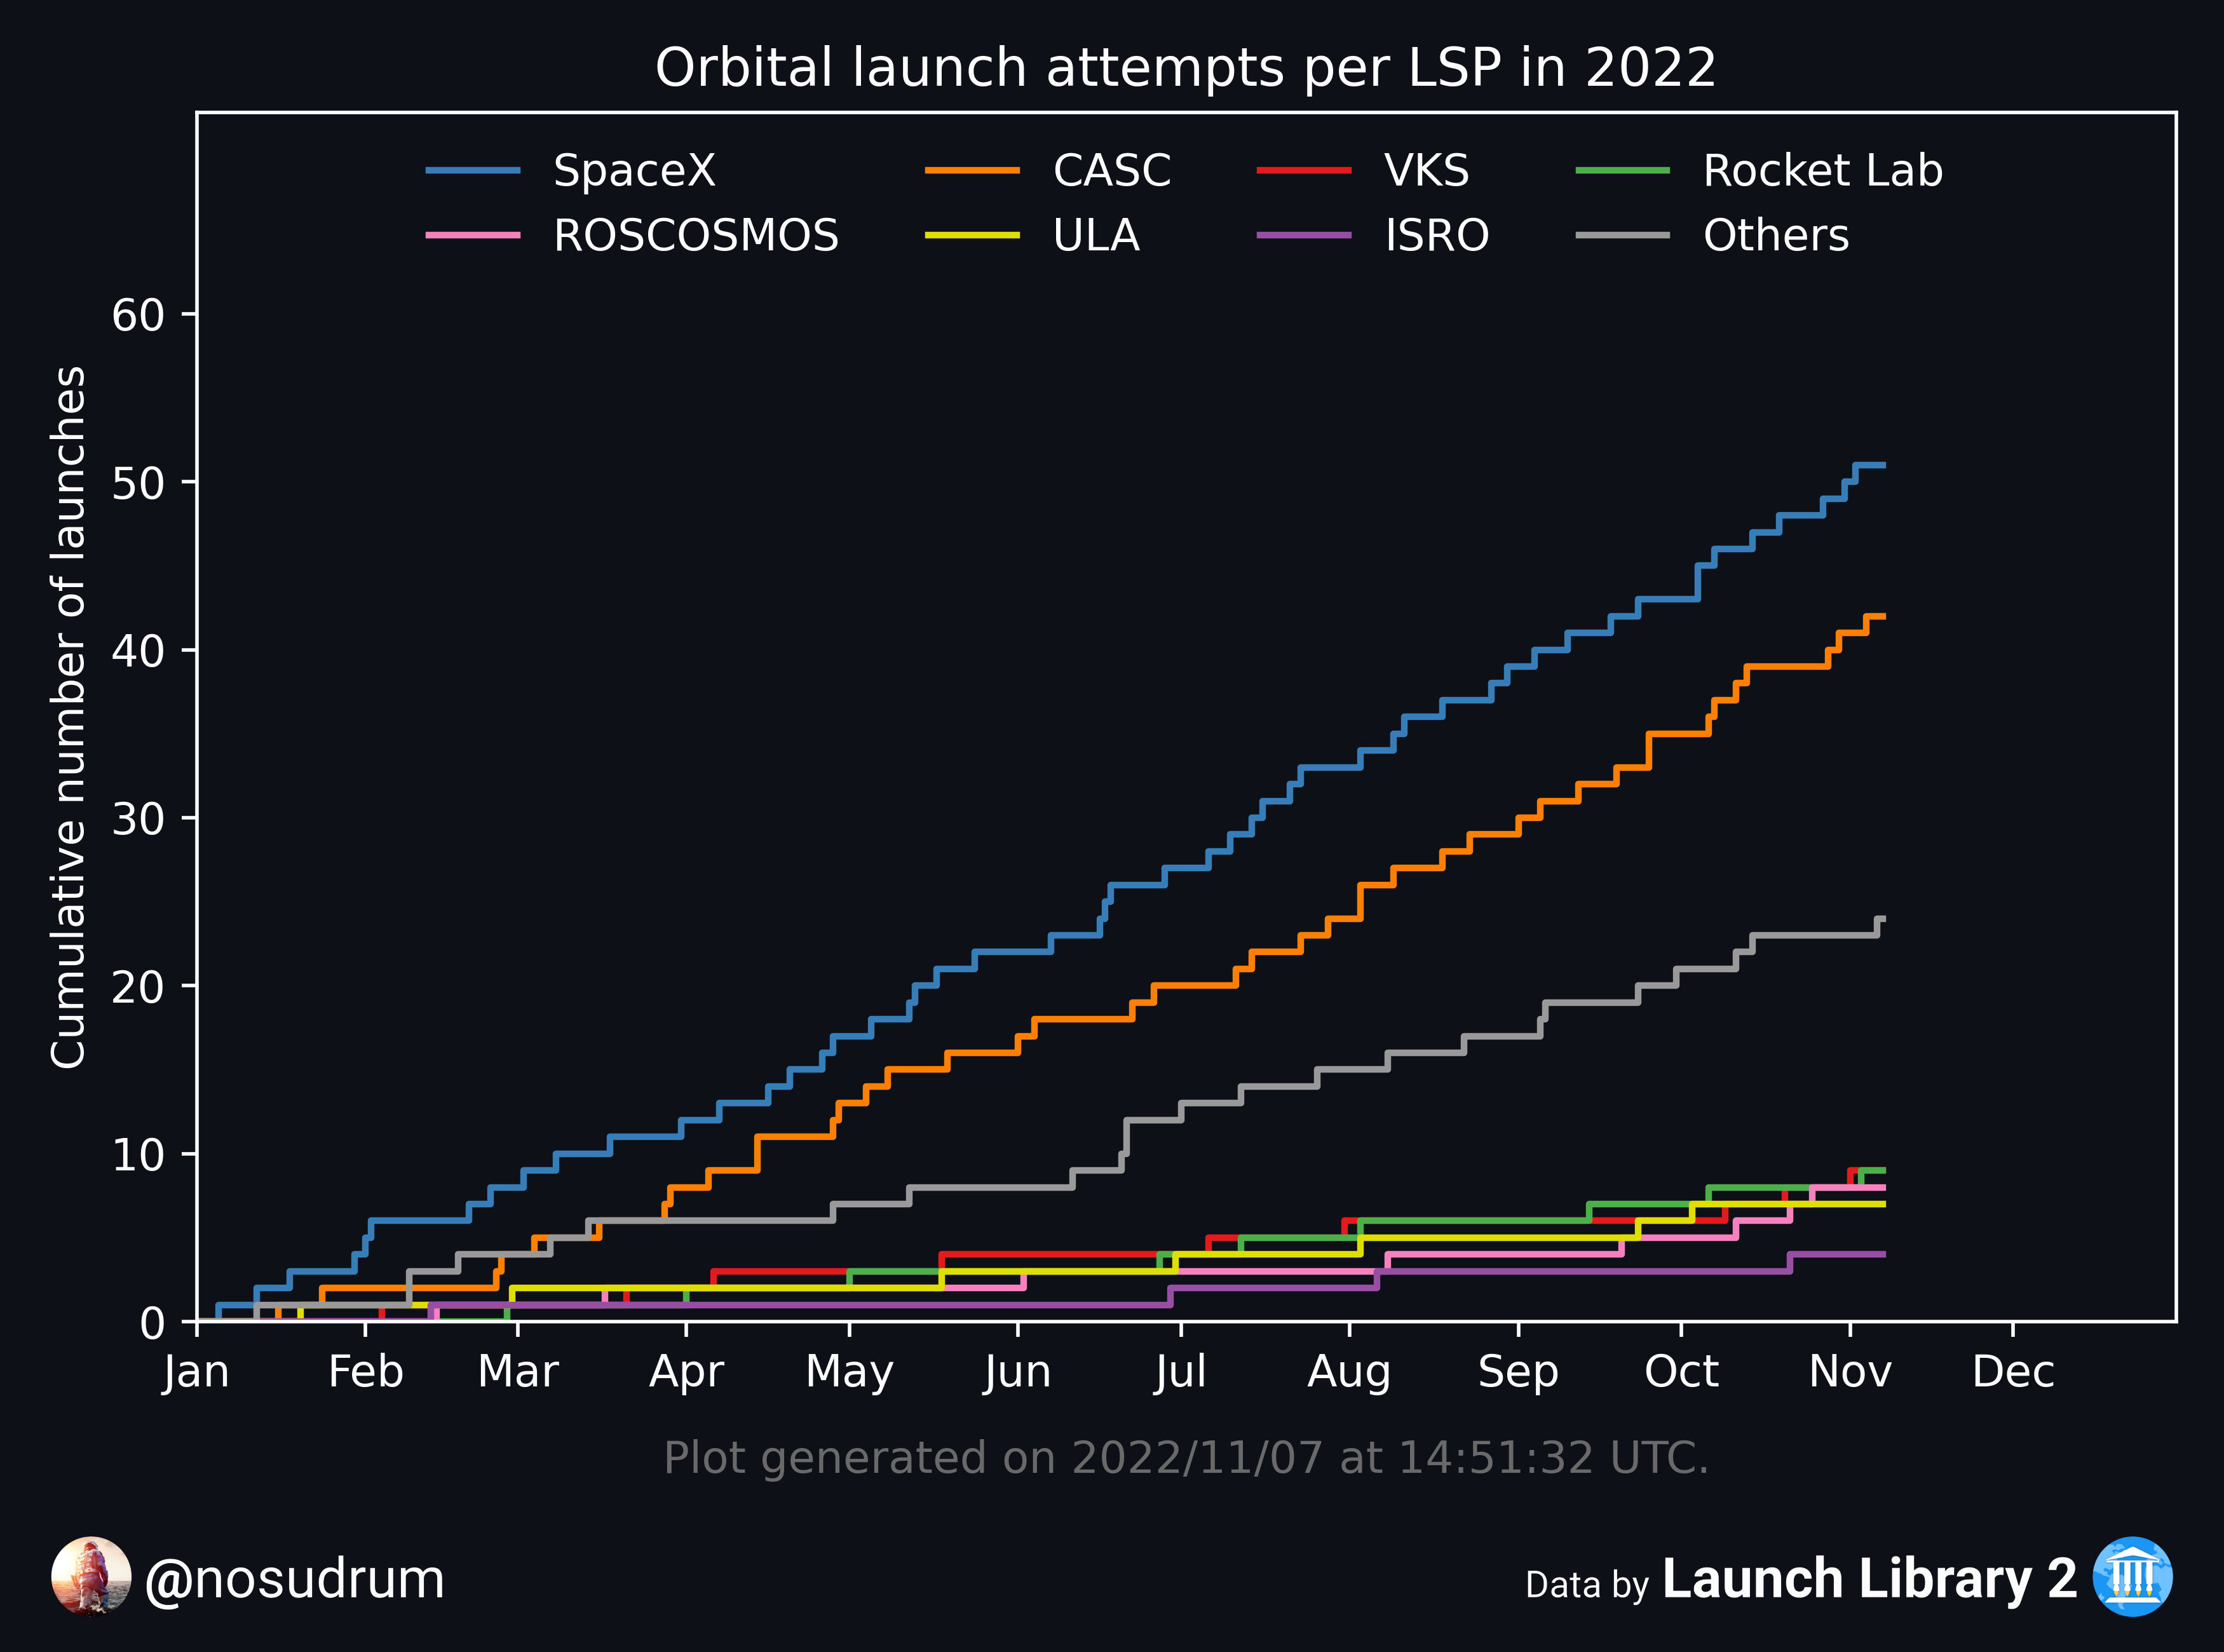 Orbital launch attempts per LSP in 2022
SpaceX CASC VKS Rocket Lab
ROSCOSMOS ULA ISRO Others
Cumulative number of launches
60
50
40
30
20
10
0
Jan Feb Mar Apr May Jun Jul Aug Sep Oct Nov Dec
Plot generated on 2022/11/07 at 14:51:32 UTC.
@nosudrum
Data by Launch Library 2